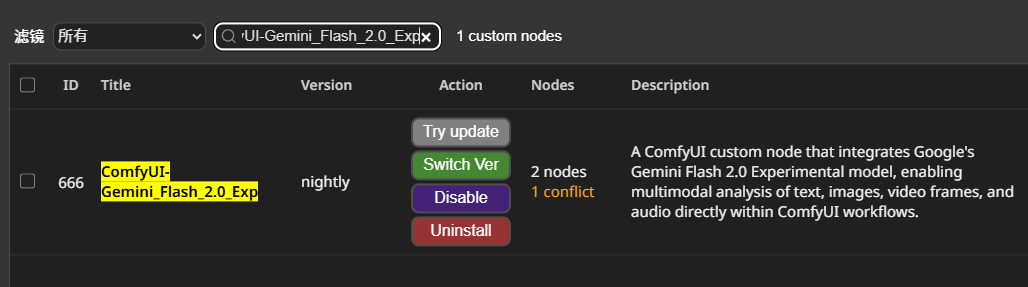 滤镜 所有 UI-Gemini_Flash_2.0_Exp 1 custom nodes
ID Title Version Action Nodes Description
666 ComfyUI-
Gemini_Flash_2.0_Exp
nightly
Try update
Switch Ver
Disable
Uninstall
2 nodes
1 conflict
A ComfyUI custom node that integrates Google's
Gemini Flash 2.0 Experimental model, enabling
multimodal analysis of text, images, video frames, and
audio directly within ComfyUI workflows.